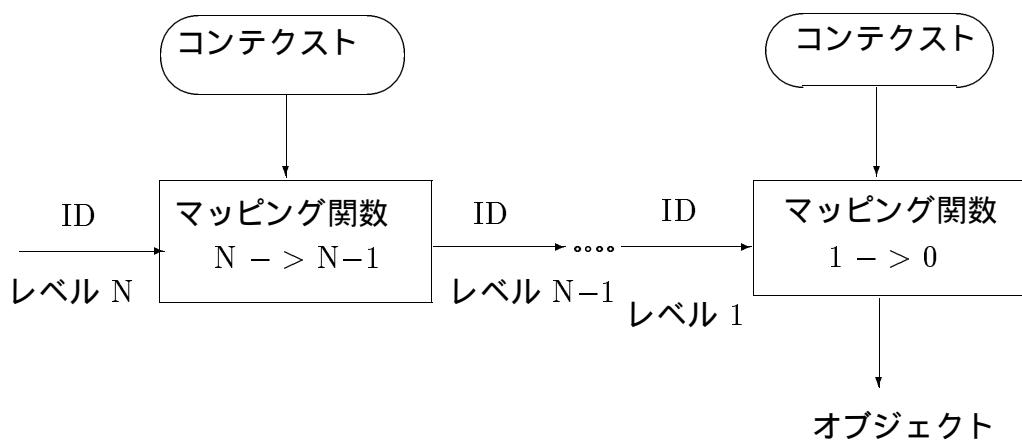 コンテクスト
コンテクスト
ID
マッピング関数
N − > N−1
ID
ID
マッピング関数
1 − > 0
レベル N
レベル N−1
レベル 1
オブジェクト